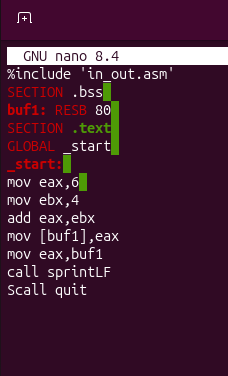 GNU nano 8.4
%include 'in_out.asm'
SECTION .bss
buf1: RESB 80
SECTION .text
GLOBAL _start
_start:
mov eax,6
mov ebx,4
add eax,ebx
mov [buf1],eax
mov eax,buf1
call sprintLF
Scall quit